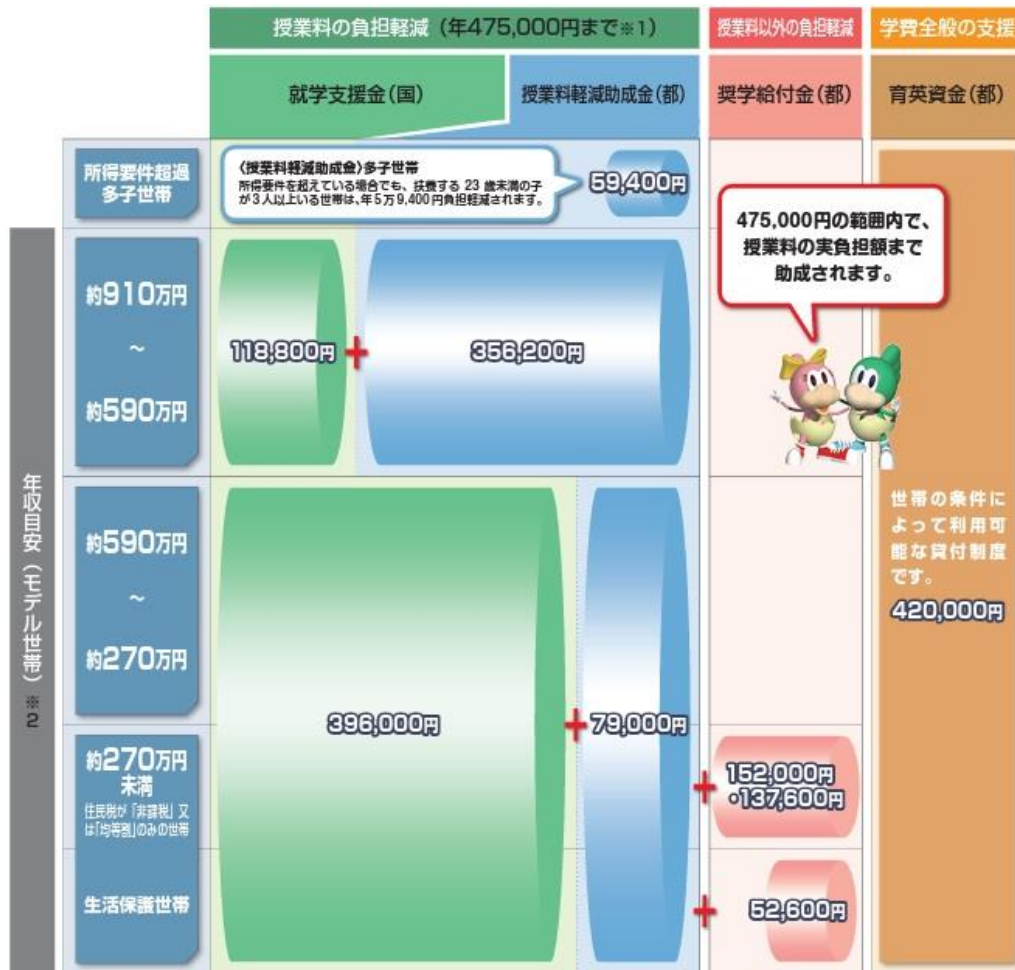 授業料の負担軽減（年475,000円まで※1）
授業料以外の負担軽減
学費全般の支援
就学支援金（国）
授業料軽減助成金（都）
奨学給付金（都）
育英資金（都）
所得要件超過
多子世帯
〈授業料軽減助成金〉多子世帯
所得要件を超えている場合でも、扶養する 23 歳未満の子
が3人以上いる世帯は、年5万9,400円負担軽減されます。
59,400円
475,000円の範囲内で、
授業料の実負担額まで
助成されます。
年収目安（モデル世帯）※2
約910万円
～
約590万円
118,800円
+
356,200円
約590万円
～
約270万円
世帯の条件に
よって利用可
能な貸付制度
です。
420,000円
396,000円
+
79,000円
約270万円
未満
住民税が「非課税」又
は「均等割」のみの世帯
+
152,000円
・137,600円
生活保護世帯
+
52,600円